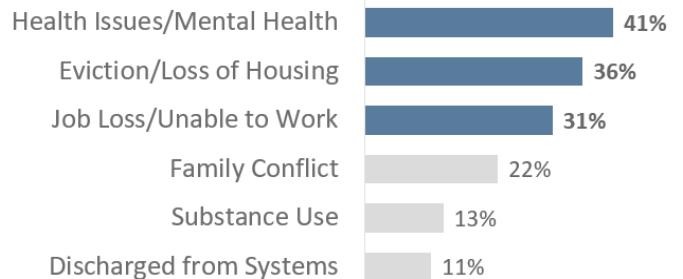 Health Issues/Mental Health 41%
Eviction/Loss of Housing 36%
Job Loss/Unable to Work 31%
Family Conflict 22%
Substance Use 13%
Discharged from Systems 11%